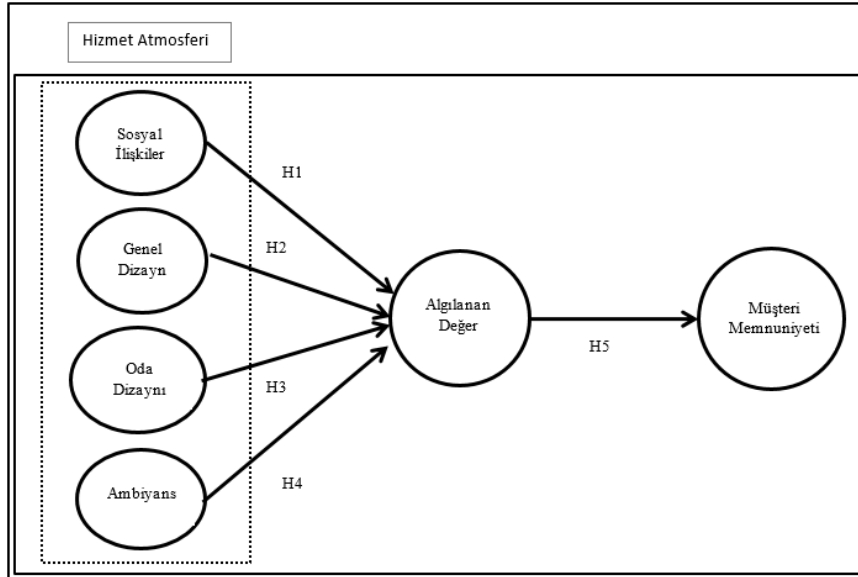 Hizmet Atmosferi
Sosyal
İlişkiler
H1
Genel
Dizayn
H2
Algılanan
Değer
Müşteri
Memnuniyeti
H5
Oda
Dizaynı
H3
H4
Ambiyans